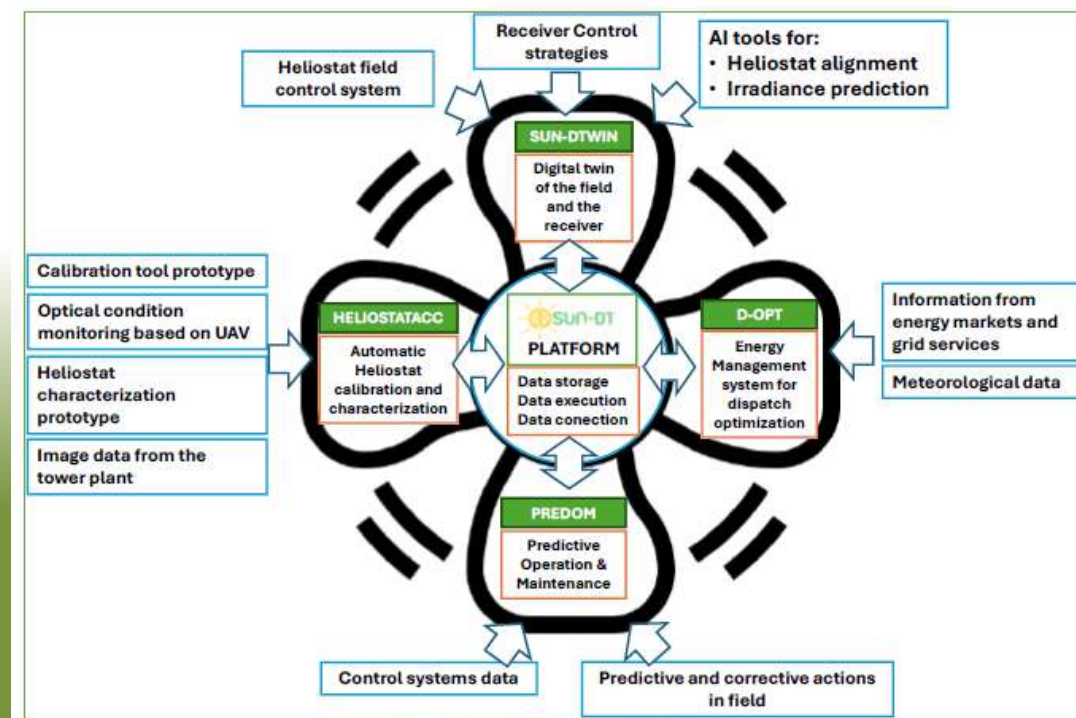 Receiver Control
strategies
Heliostat field
control system
AI tools for:
• Heliostat alignment
• Irradiance prediction
SUN-DTWIN
Digital twin
of the field
and the
receiver
Calibration tool prototype
Optical condition
monitoring based on UAV
Heliostat
characterization
prototype
Image data from the
tower plant
HELIOSTATACC
Automatic
Heliostat
calibration and
characterization
SUN-DT
PLATFORM
Data storage
Data execution
Data conection
D-OPT
Energy
Management
system for
dispatch
optimization
Information from
energy markets and
grid services
Meteorological data
PREDOM
Predictive
Operation &
Maintenance
Control systems data
Predictive and corrective actions
in field